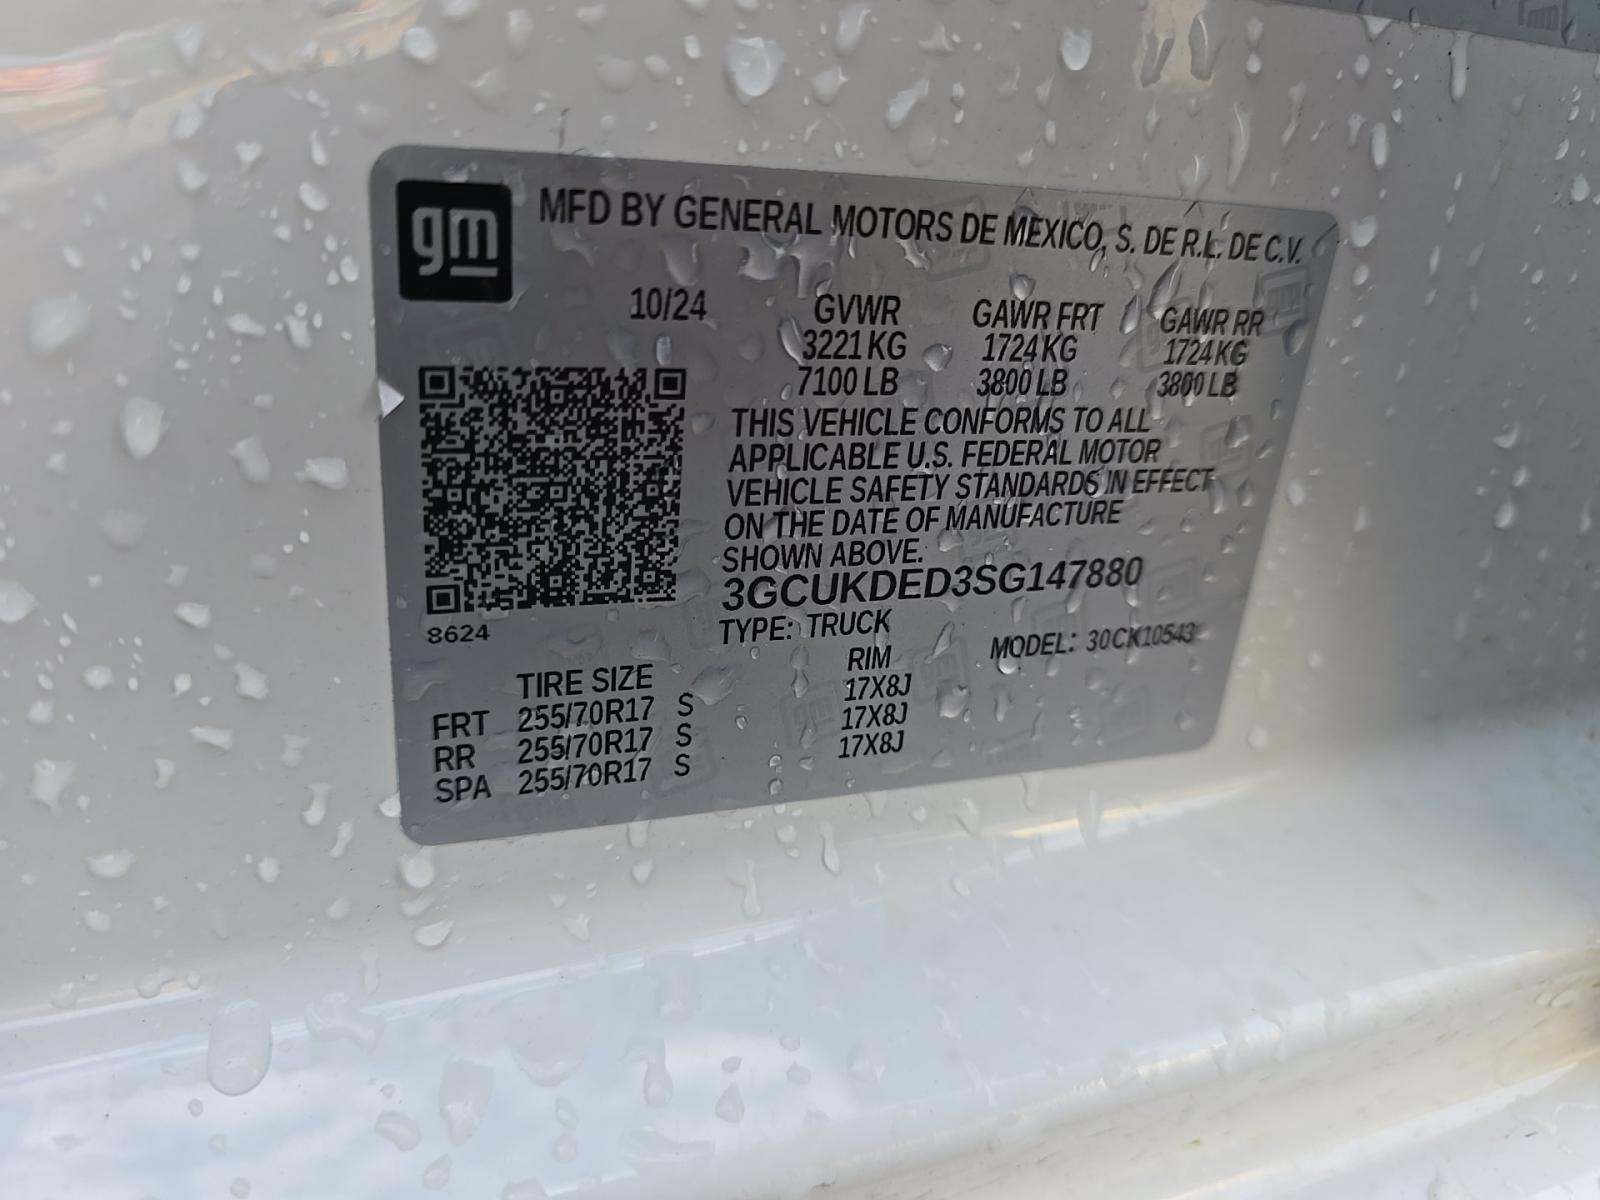 gm MFD BY GENERAL MOTORS DE MEXICO, S. DE R.L. DE C.V.
10/24 GVWR GAWR FRT GAWR RR
3221 KG 1724 KG 1724 KG
7100 LB 3800 LB 3800 LB
THIS VEHICLE CONFORMS TO ALL
APPLICABLE U.S. FEDERAL MOTOR
VEHICLE SAFETY STANDARDS IN EFFECT
ON THE DATE OF MANUFACTURE
SHOWN ABOVE.
3GCUKDED3SG147880
8624 TYPE: TRUCK MODEL: 30CK10543
TIRE SIZE RIM
FRT 255/70R17 S 17X8J
RR 255/70R17 S 17X8J
SPA 255/70R17 S 17X8J